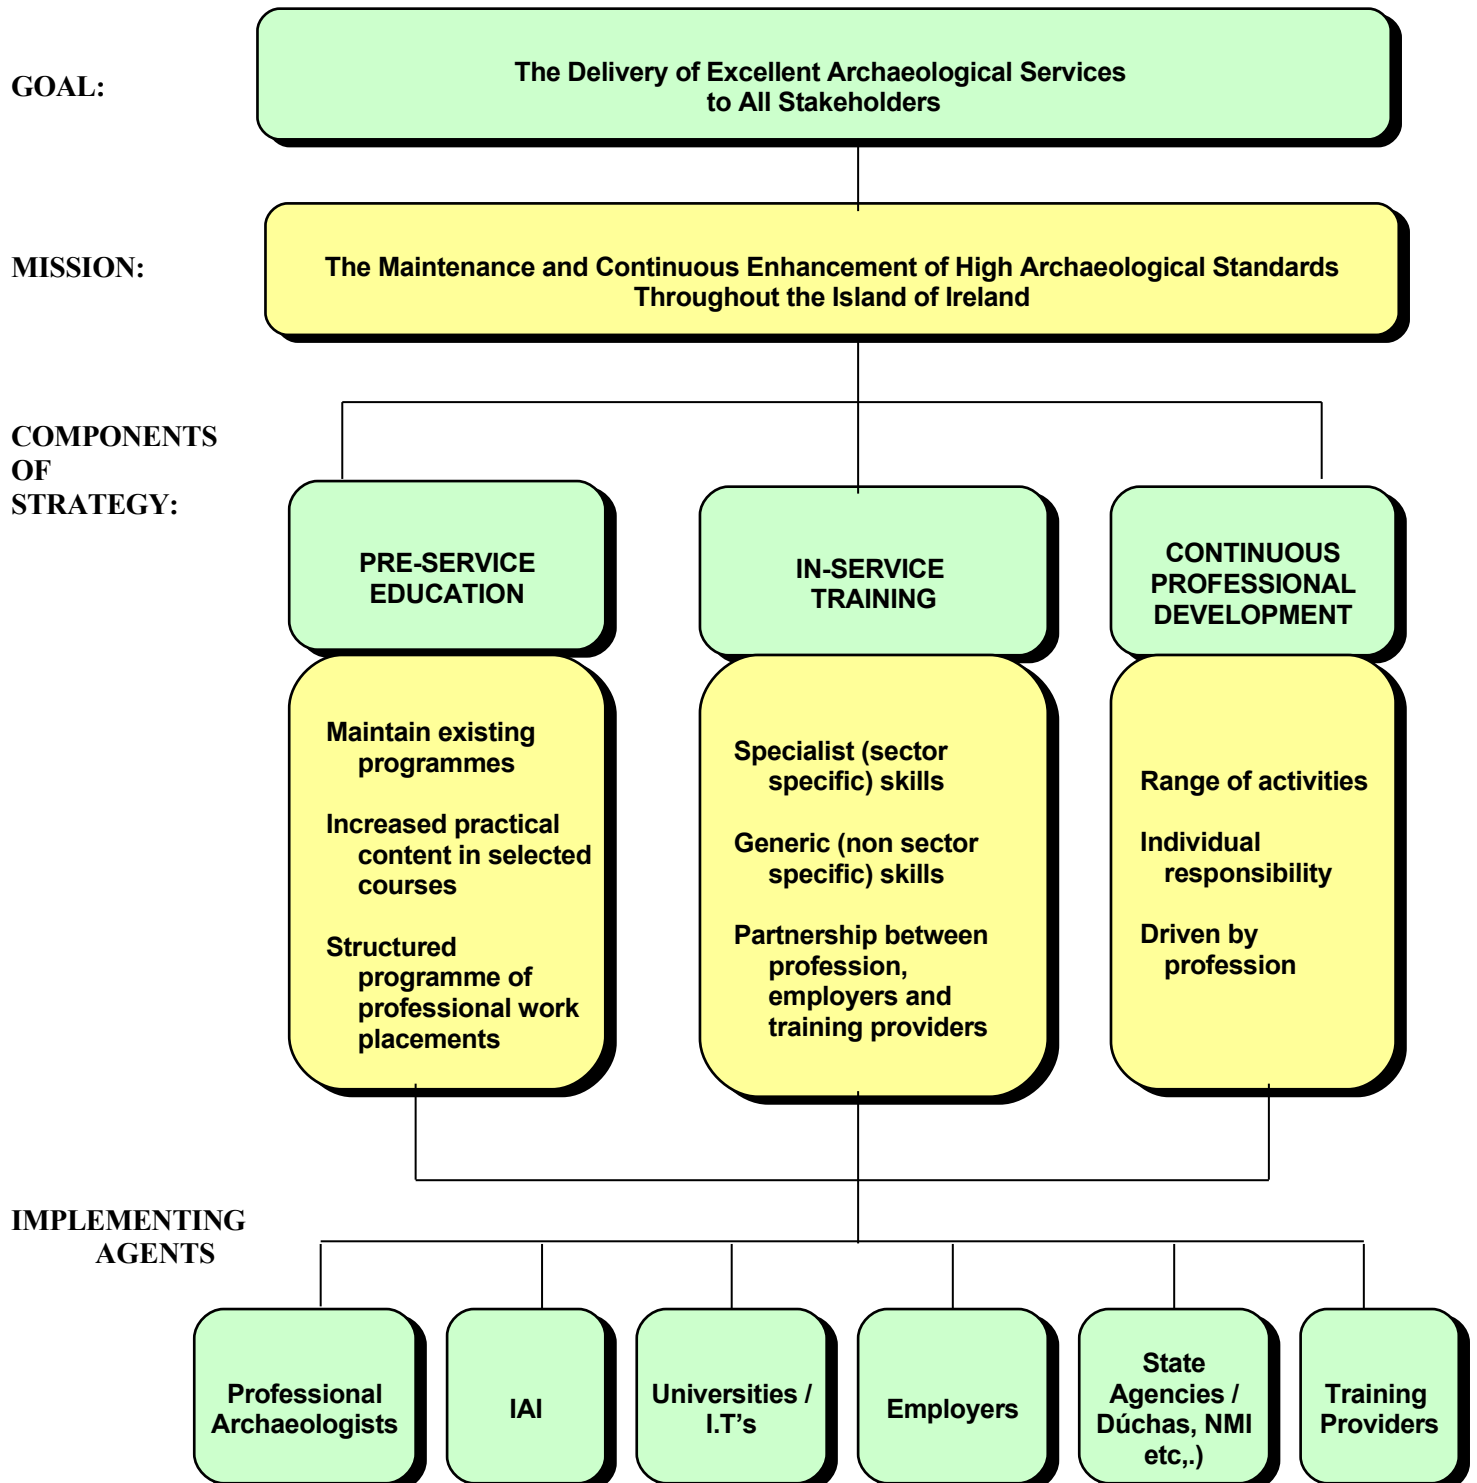 GOAL:
The Delivery of Excellent Archaeological Services
to All Stakeholders
MISSION:
The Maintenance and Continuous Enhancement of High Archaeological Standards
Throughout the Island of Ireland
COMPONENTS
OF
STRATEGY:
PRE-SERVICE
EDUCATION
Maintain existing
programmes
Increased practical
content in selected
courses
Structured
programme of
professional work
placements
IN-SERVICE
TRAINING
Specialist (sector
specific) skills
Generic (non sector
specific) skills
Partnership between
profession,
employers and
training providers
CONTINUOUS
PROFESSIONAL
DEVELOPMENT
Range of activities
Individual
responsibility
Driven by
profession
IMPLEMENTING
AGENTS
Professional
Archaeologists
IAI
Universities /
I.T’s
Employers
State
Agencies /
Dúchas, NMI
etc,.)
Training
Providers